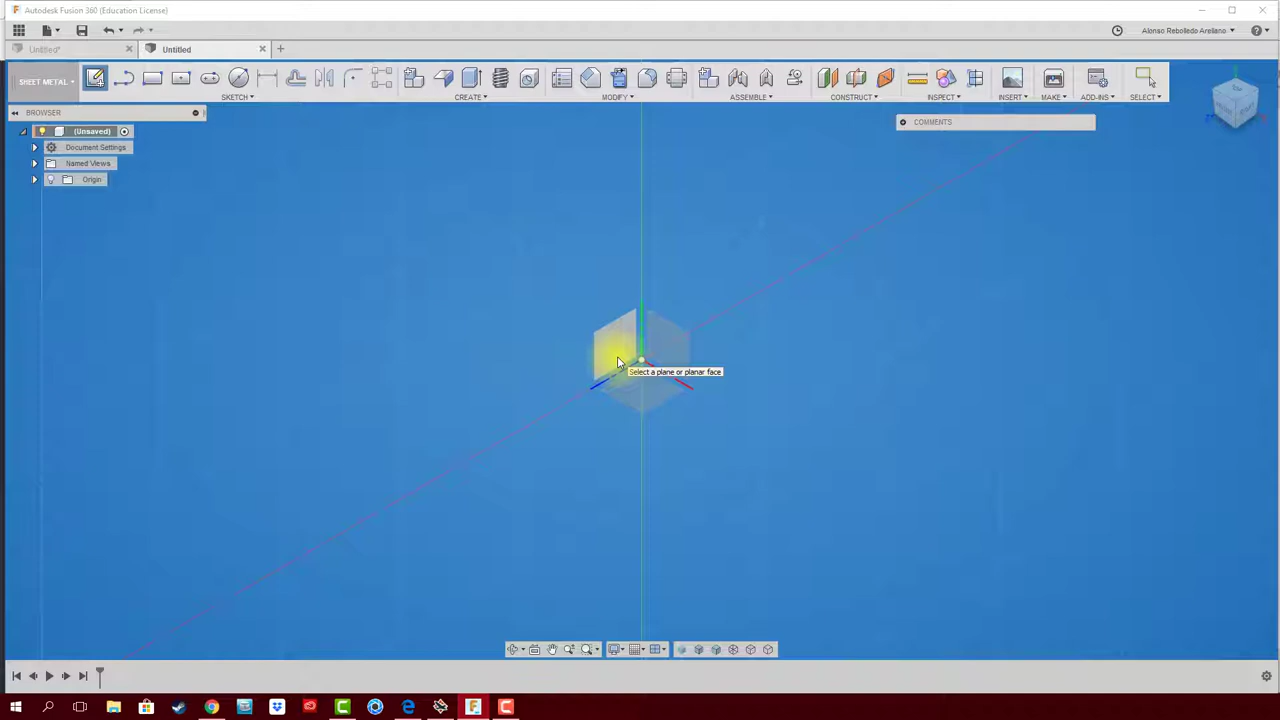 Autodesk Fusion 360 (Education License)
Alonso Rebolledo Arellano
Untitled*
Untitled
SHEET METAL
SKETCH
CREATE
MODIFY
ASSEMBLE
CONSTRUCT
INSPECT
INSERT
MAKE
ADD-INS
SELECT
BROWSER
COMMENTS
(Unsaved)
Document Settings
Named Views
Origin
Select a plane or planar face